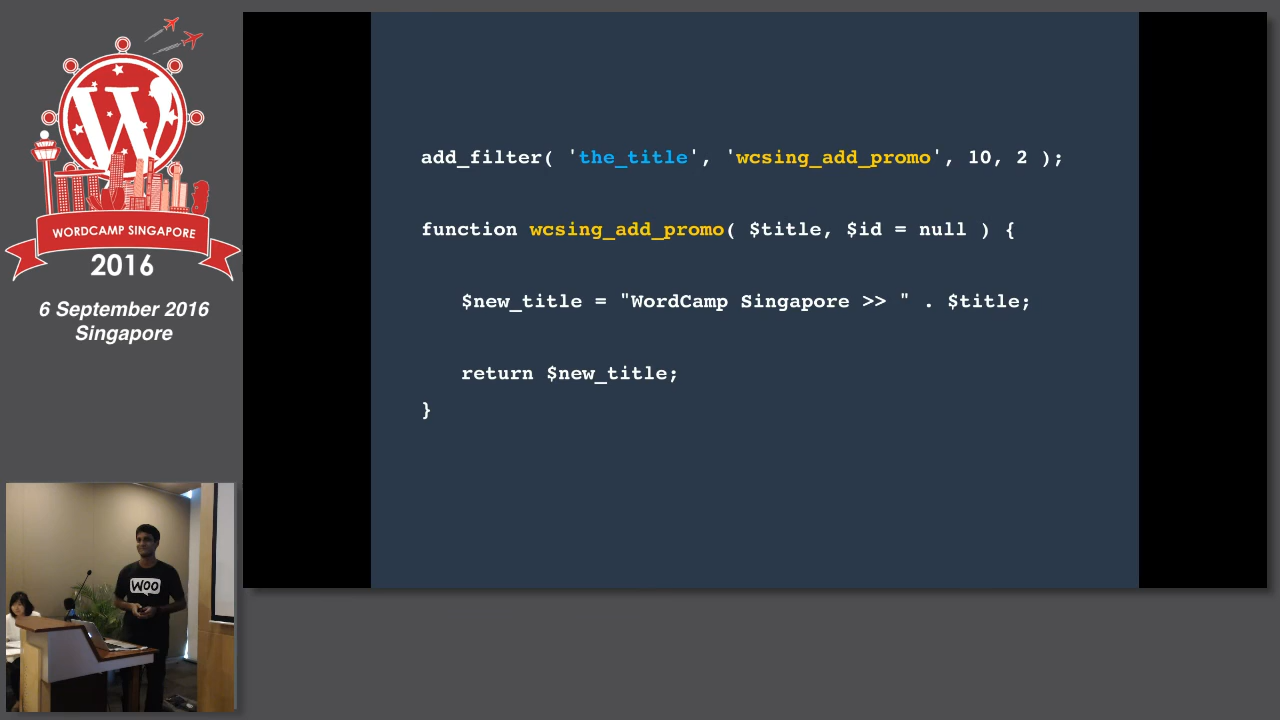 W
WORDCAMP SINGAPORE
2016
6 September 2016
Singapore
add_filter( 'the_title', 'wcsing_add_promo', 10, 2 );
function wcsing_add_promo( $title, $id = null ) {
$new_title = "WordCamp Singapore >> " . $title;
return $new_title;
}
WOO